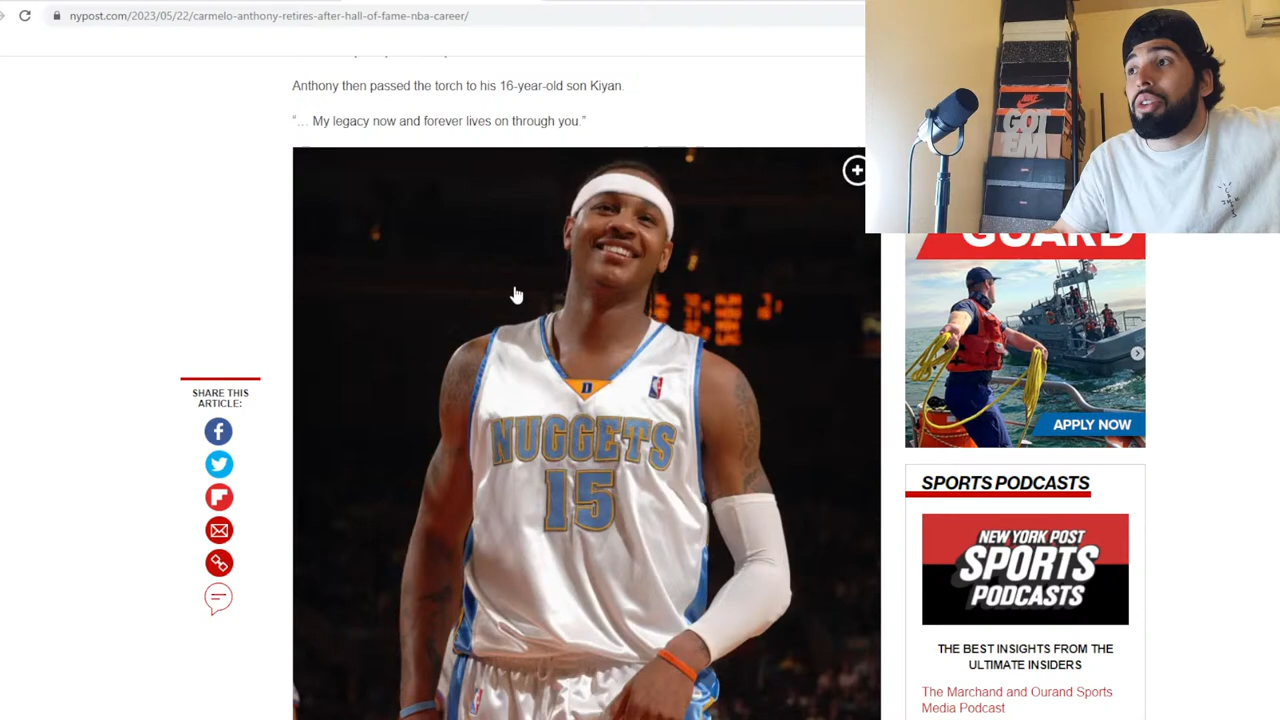 nypost.com/2023/05/22/carmelo-anthony-retires-after-hall-of-fame-nba-career/
Anthony then passed the torch to his 16-year-old son Kiyan.
“… My legacy now and forever lives on through you.”
NIKE
GOT
EM
GUARD
D
NUGGETS
15
SHARE THIS
ARTICLE:
APPLY NOW
SPORTS PODCASTS
NEW YORK POST
SPORTS
PODCASTS
THE BEST INSIGHTS FROM THE
ULTIMATE INSIDERS
The Marchand and Ourand Sports
Media Podcast